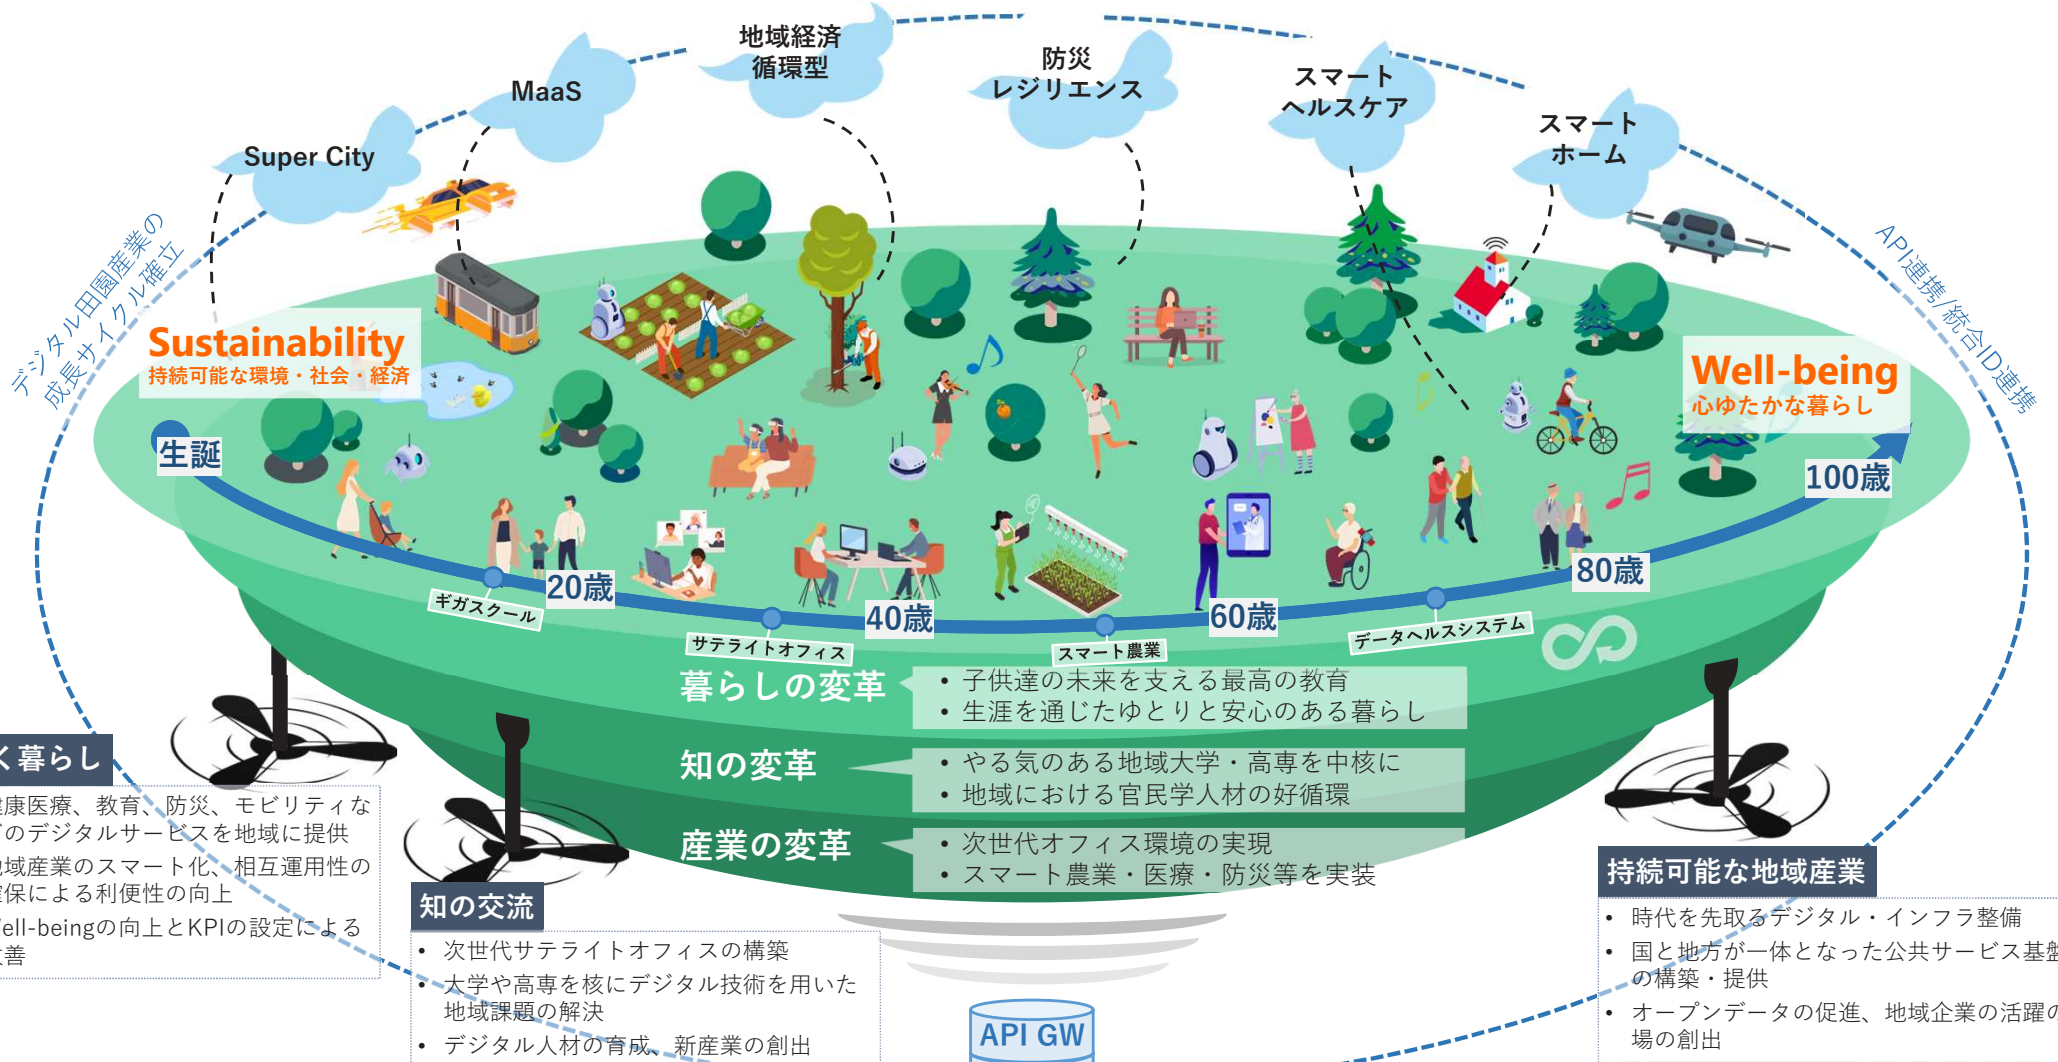 地域経済
循環型
防災
レジリエンス
MaaS
スマート
ヘルスケア
スマート
ホーム
Super City
デジタル田園産業の
成長サイクル確立
API連携/統合ID連携
Sustainability
持続可能な環境・社会・経済
Well-being
心ゆたかな暮らし
生誕
20歳
40歳
60歳
80歳
100歳
ギガスクール
サテライトオフィス
スマート農業
データヘルスシステム
暮らしの変革
• 子供達の未来を支える最高の教育
• 生涯を通じたゆとりと安心のある暮らし
知の変革
• やる気のある地域大学・高専を中核に
• 地域における官民学人材の好循環
産業の変革
• 次世代オフィス環境の実現
• スマート農業・医療・防災等を実装
く暮らし
健康医療、教育、防災、モビリティな
どのデジタルサービスを地域に提供
地域産業のスマート化、相互運用性の
確保による利便性の向上
Well-beingの向上とKPIの設定による
改善
知の交流
• 次世代サテライトオフィスの構築
• 大学や高専を核にデジタル技術を用いた
地域課題の解決
• デジタル人材の育成、新産業の創出
持続可能な地域産業
• 時代を先取るデジタル・インフラ整備
• 国と地方が一体となった公共サービス基盤
の構築・提供
• オープンデータの促進、地域企業の活躍の
場の創出
API GW